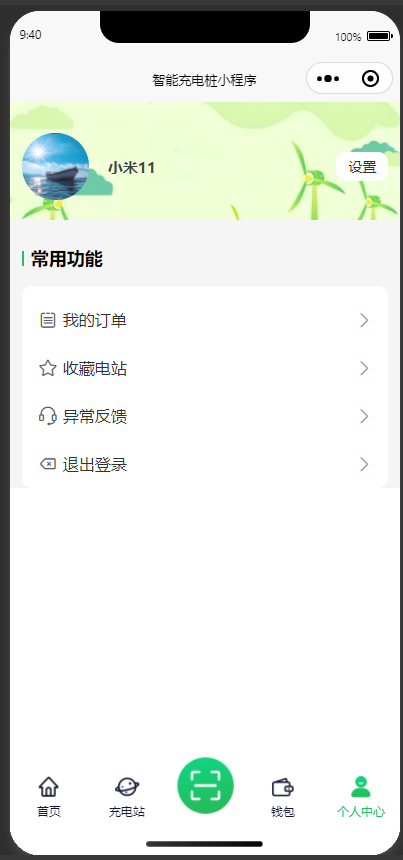 9:40
100%
智能充电桩小程序
小米11
设置
常用功能
我的订单
收藏电站
异常反馈
退出登录
首页
充电站
钱包
个人中心